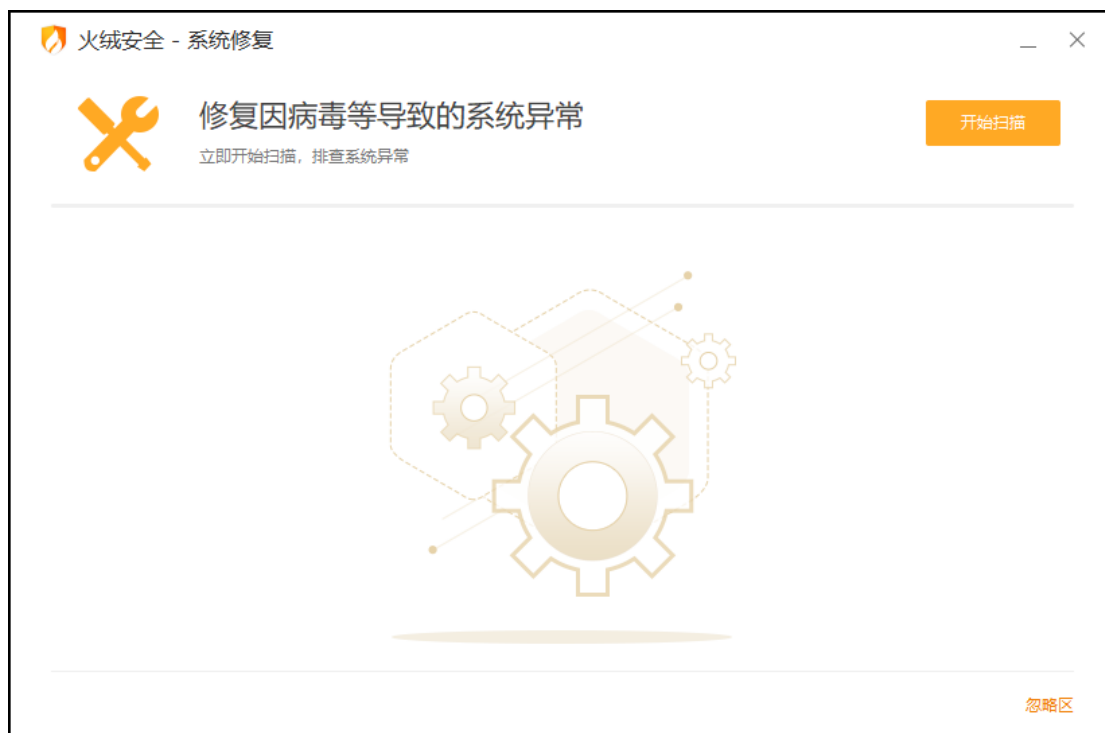 火绒安全 - 系统修复
修复因病毒等导致的系统异常
开始扫描
立即开始扫描，排查系统异常
忽略区